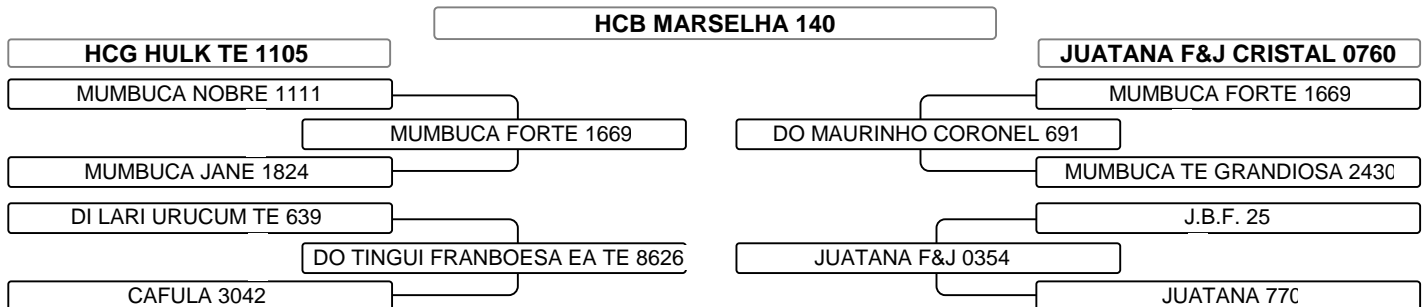 HCB MARSELHA 140
HCG HULK TE 1105
JUATANA F&J CRISTAL 0760
MUMBUCA NOBRE 1111
MUMBUCA FORTE 1669
MUMBUCA FORTE 1669
DO MAURINHO CORONEL 691
MUMBUCA JANE 1824
MUMBUCA TE GRANDIOSA 2430
DI LARI URUCUM TE 639
J.B.F. 25
DO TINGUI FRANBOESA EA TE 8626
JUATANA F&J 0354
CAFULA 3042
JUATANA 770